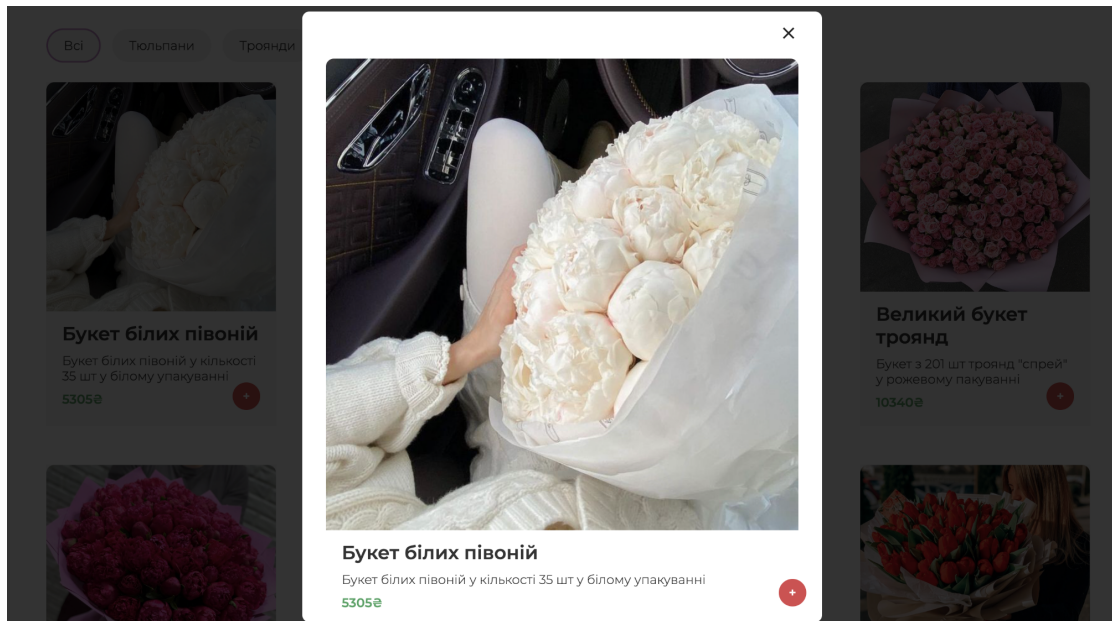 Всі
Тюльпани
Троянди
Букет білих півоній
Букет білих півоній у кількості
35 шт у білому упакуванні
5305₴
+
Букет білих півоній
Букет білих півоній у кількості 35 шт у білому упакуванні
5305₴
+
Великий букет
троянд
Букет з 201 шт троянд "спрей"
у рожевому пакуванні
10340₴
+